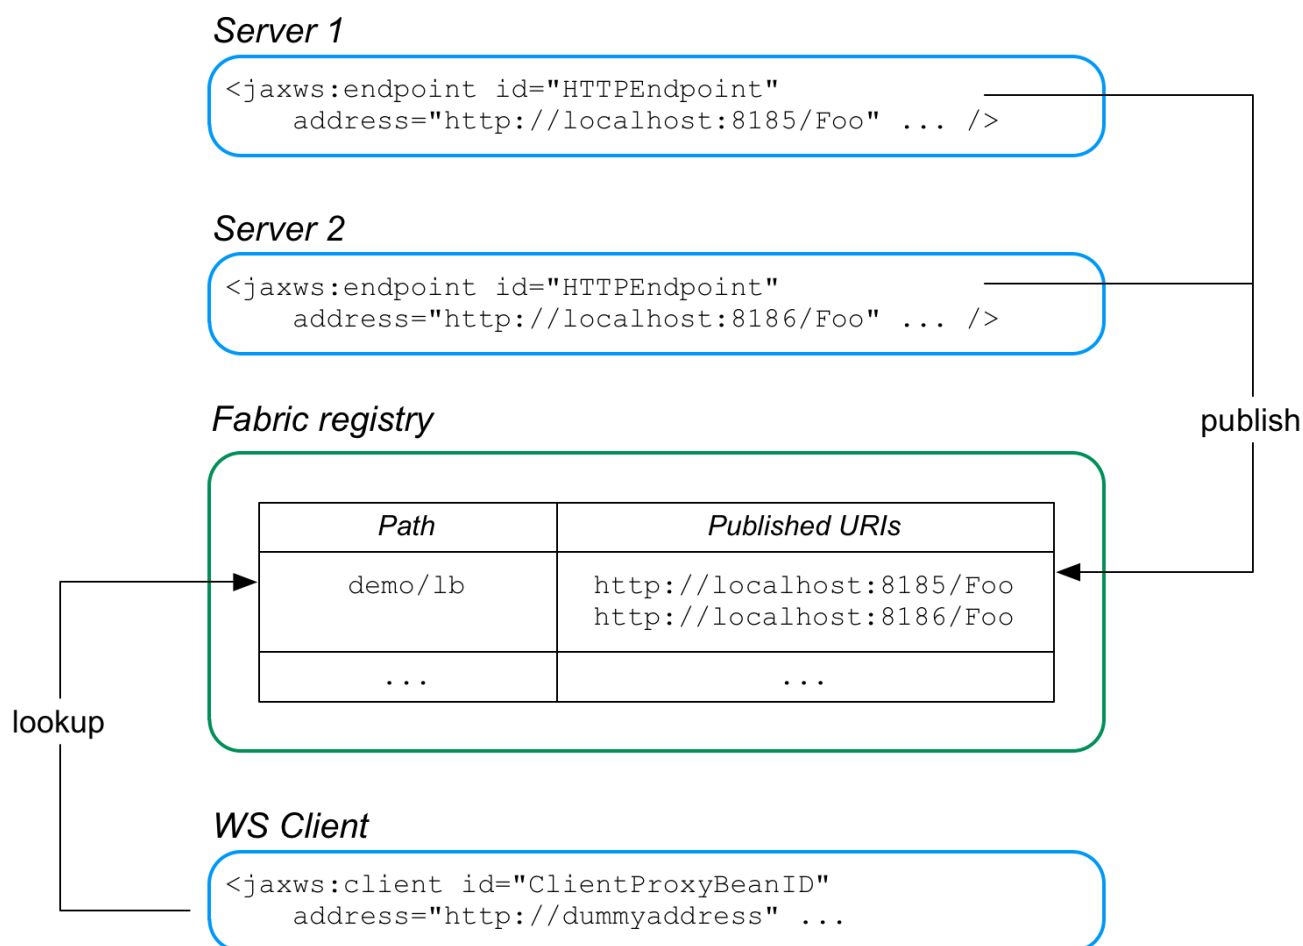 Server 1
<jaxws:endpoint id="HTTPEndpoint"
address="http://localhost:8185/Foo" ... />
Server 2
<jaxws:endpoint id="HTTPEndpoint"
address="http://localhost:8186/Foo" ... />
Fabric registry
publish
Path Published URIs
demo/lb http://localhost:8185/Foo
http://localhost:8186/Foo
... ...
lookup
WS Client
<jaxws:client id="ClientProxyBeanID"
address="http://dummyaddress" ...